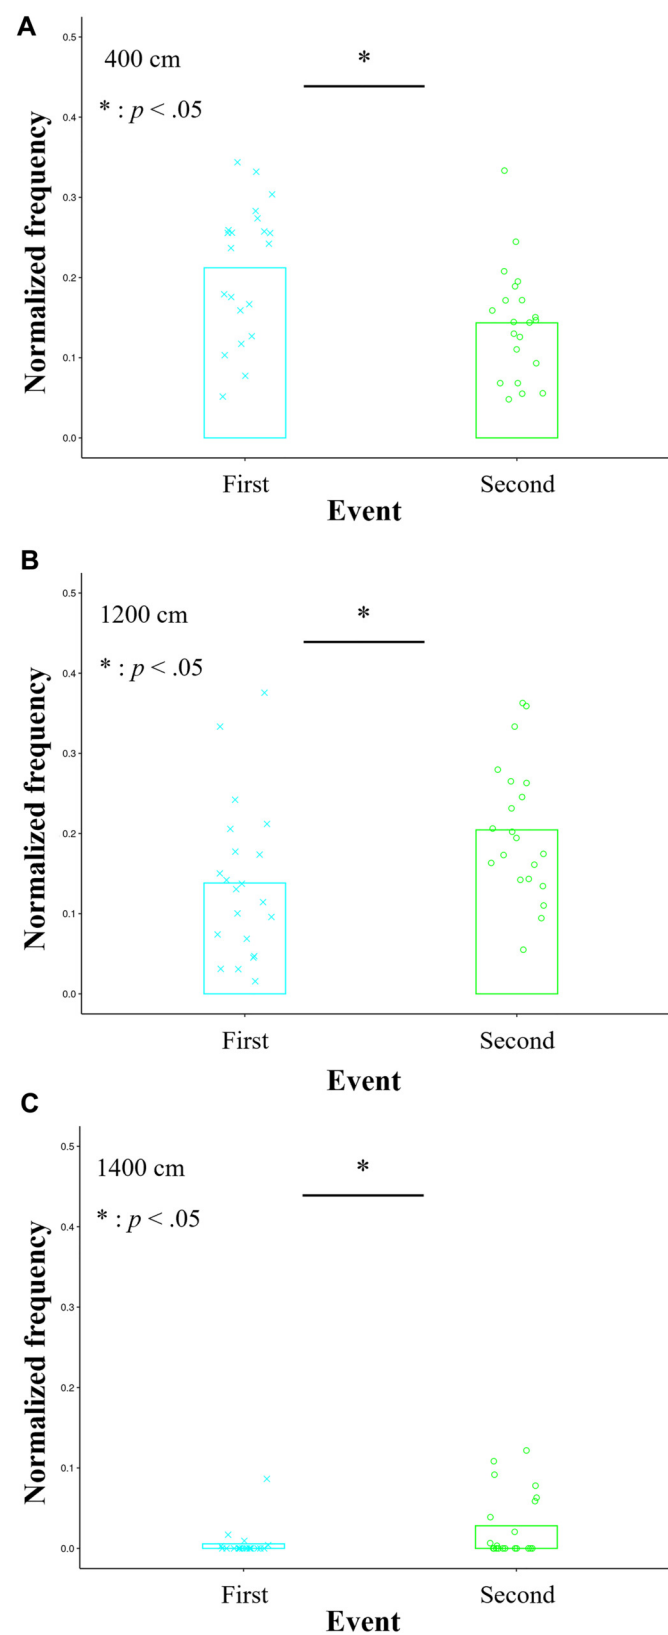 A
400 cm
*
* : p < .05
Normalized frequency
0.5
0.4
0.3
0.2
0.1
0.0
First
Second
Event
B
1200 cm
*
* : p < .05
Normalized frequency
0.5
0.4
0.3
0.2
0.1
0.0
First
Second
Event
C
1400 cm
*
* : p < .05
Normalized frequency
0.5
0.4
0.3
0.2
0.1
0.0
First
Second
Event